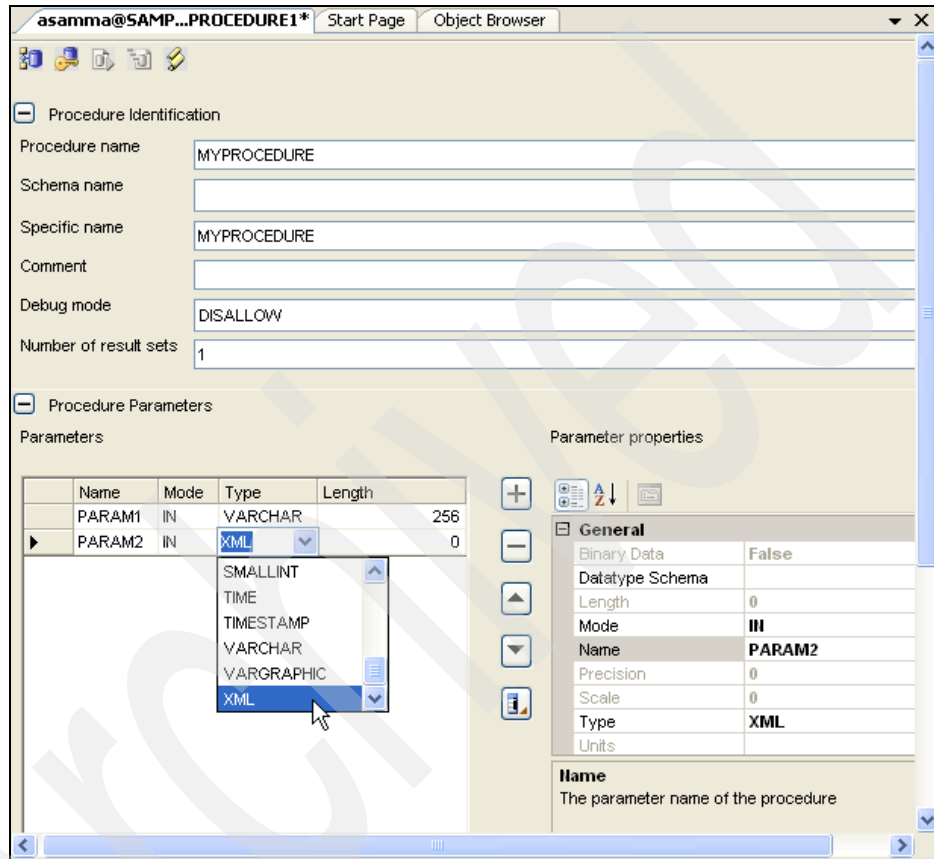 asamma@SAMP...PROCEDURE1* Start Page Object Browser
Procedure Identification
Procedure name MYPROCEDURE
Schema name
Specific name MYPROCEDURE
Comment
Debug mode DISALLOW
Number of result sets 1
Procedure Parameters
Parameters
Name Mode Type Length
PARAM1 IN VARCHAR 256
PARAM2 IN XML 0
SMALLINT
TIME
TIMESTAMP
VARCHAR
VARGRAPHIC
XML
Parameter properties
General
Binary Data False
Datatype Schema
Length 0
Mode IN
Name PARAM2
Precision 0
Scale 0
Type XML
Units
Name
The parameter name of the procedure
rchived